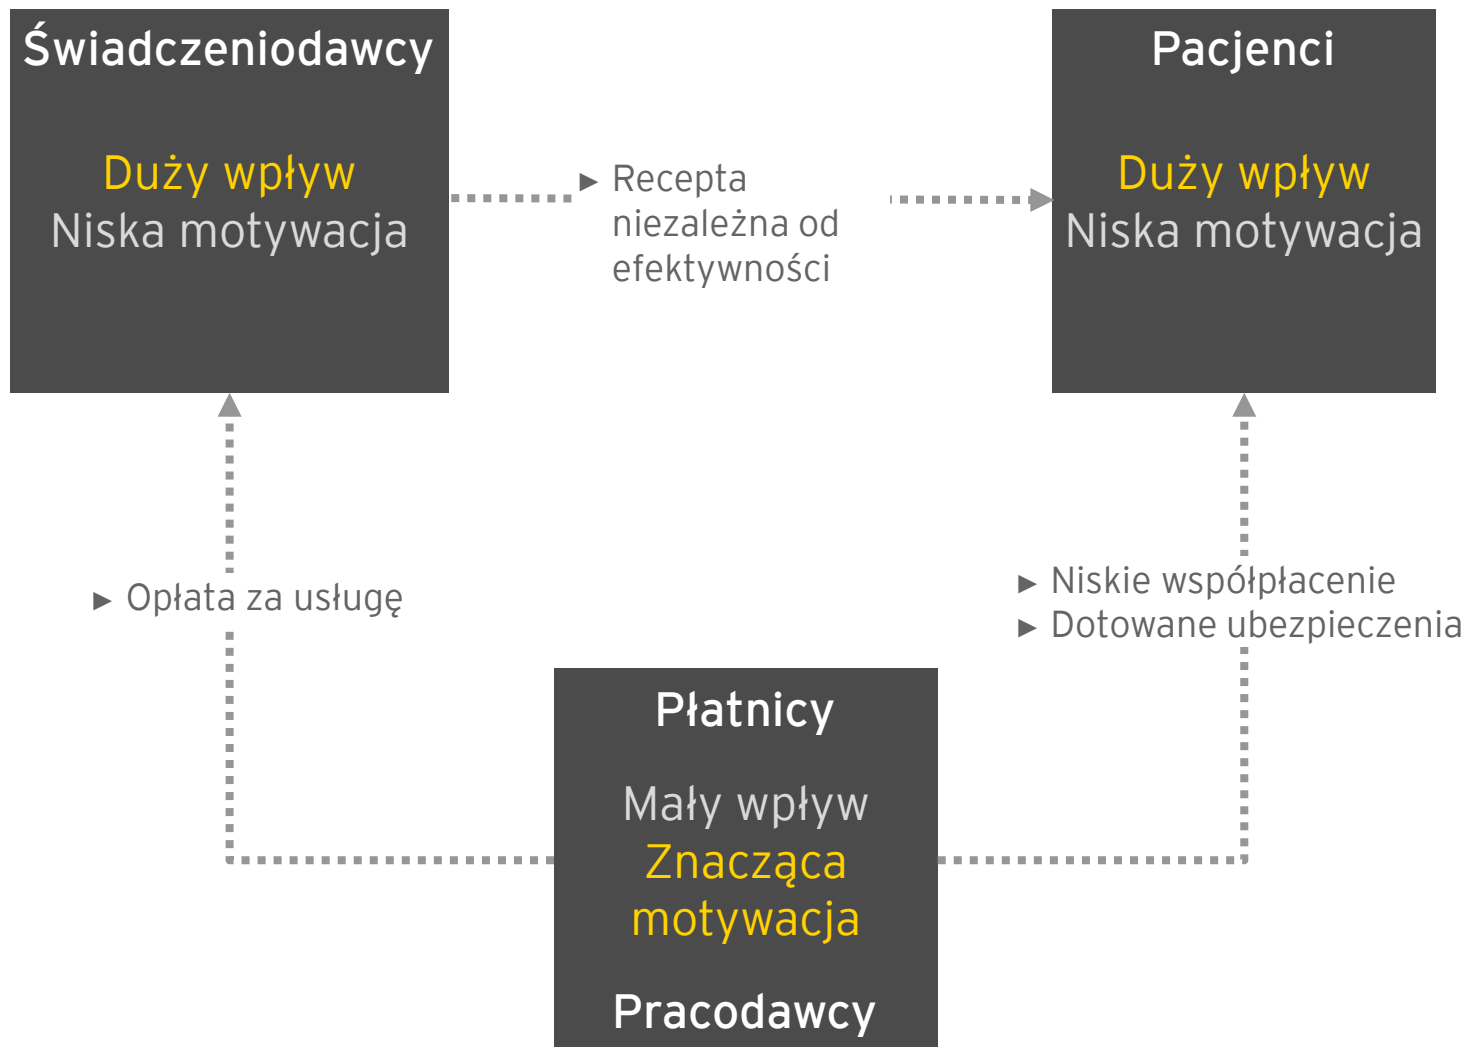 Świadczeniodawcy
Duży wpływ
Niska motywacja
► Recepta
niezależna od
efektywności
Pacjenci
Duży wpływ
Niska motywacja
► Opłata za usługę
► Niskie współpłacenie
► Dotowane ubezpieczenia
Płatnicy
Mały wpływ
Znacząca
motywacja
Pracodawcy